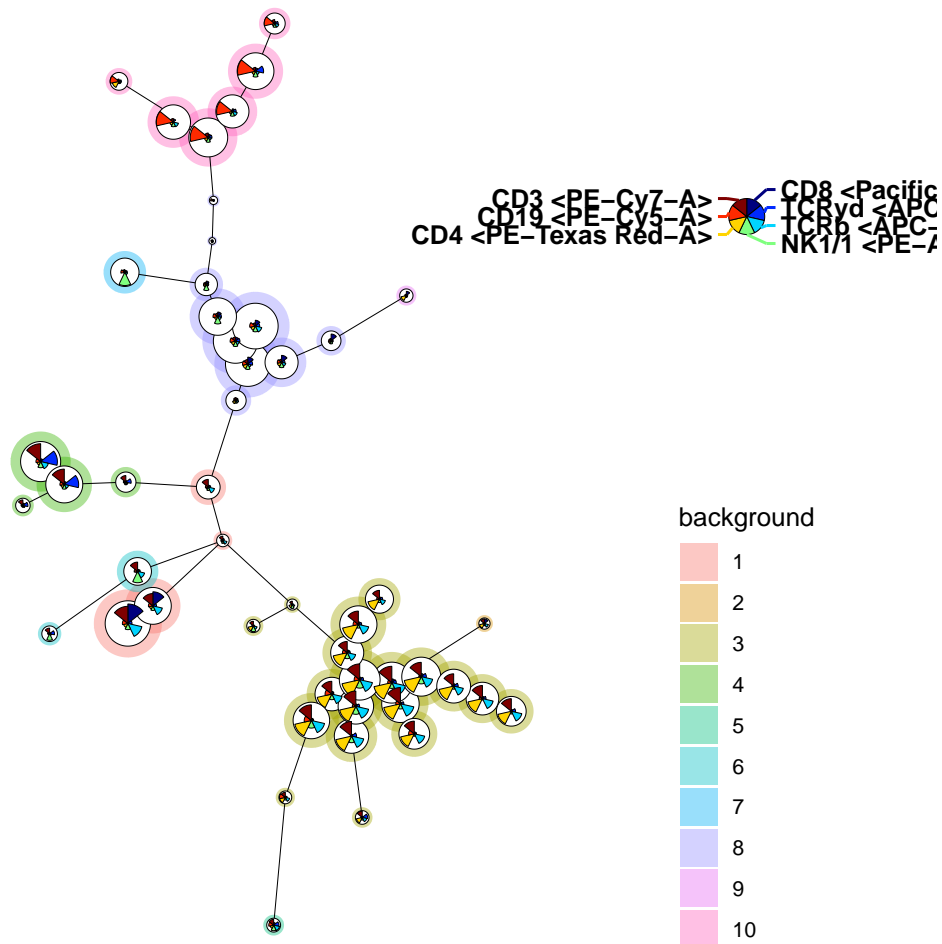 CD3 <PE−Cy7−A>
CD19 <PE−Cy5−A>
CD4 <PE−Texas Red−A>
CD8 <Pacific
TCRyd <APC
TCRb <APC−
NK1/1 <PE−A
background
1
2
3
4
5
6
7
8
9
10